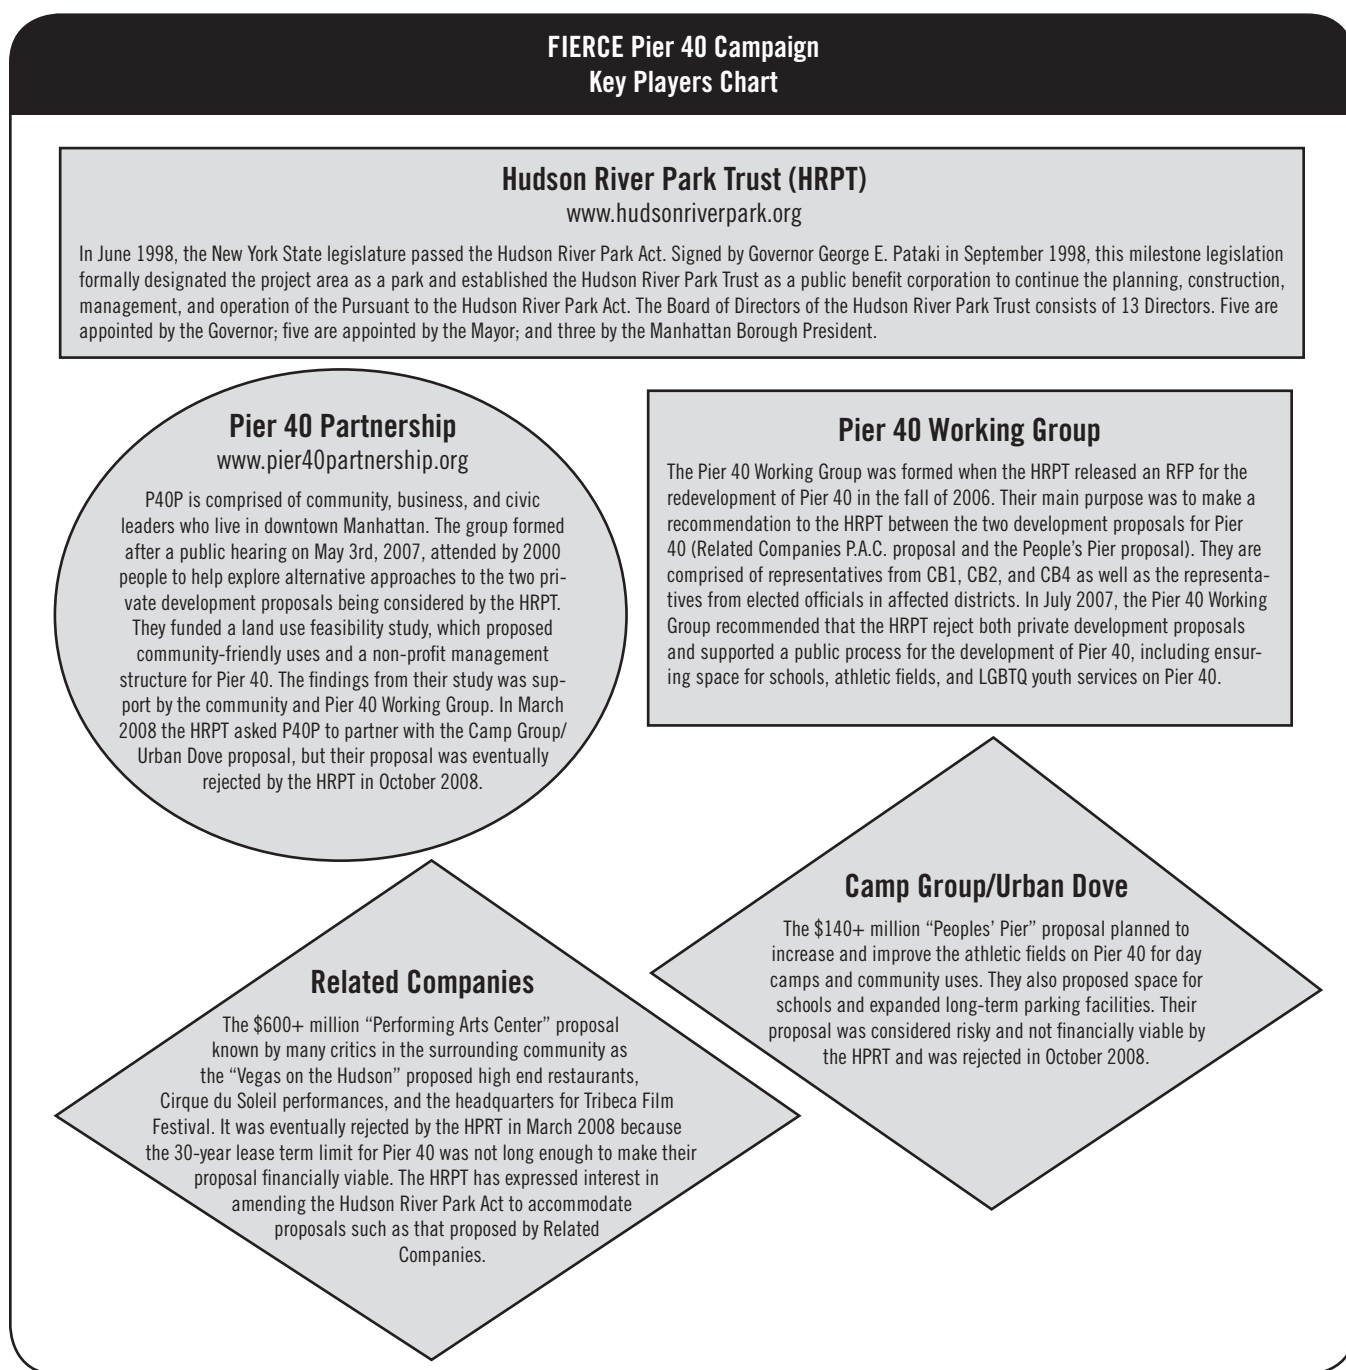 FIERCE Pier 40 Campaign
Key Players Chart
Hudson River Park Trust (HRPT)
www.hudsonriverpark.org
In June 1998, the New York State legislature passed the Hudson River Park Act. Signed by Governor George E. Pataki in September 1998, this milestone legislation
formally designated the project area as a park and established the Hudson River Park Trust as a public benefit corporation to continue the planning, construction,
management, and operation of the Pursuant to the Hudson River Park Act. The Board of Directors of the Hudson River Park Trust consists of 13 Directors. Five are
appointed by the Governor; five are appointed by the Mayor; and three by the Manhattan Borough President.
Pier 40 Partnership
www.pier40partnership.org
P40P is comprised of community, business, and civic
leaders who live in downtown Manhattan. The group formed
after a public hearing on May 3rd, 2007, attended by 2000
people to help explore alternative approaches to the two pri-
vate development proposals being considered by the HRPT.
They funded a land use feasibility study, which proposed
community-friendly uses and a non-profit management
structure for Pier 40. The findings from their study was sup-
port by the community and Pier 40 Working Group. In March
2008 the HRPT asked P40P to partner with the Camp Group/
Urban Dove proposal, but their proposal was eventually
rejected by the HRPT in October 2008.
Pier 40 Working Group
The Pier 40 Working Group was formed when the HRPT released an RFP for the
redevelopment of Pier 40 in the fall of 2006. Their main purpose was to make a
recommendation to the HRPT between the two development proposals for Pier
40 (Related Companies P.A.C. proposal and the People's Pier proposal). They are
comprised of representatives from CB1, CB2, and CB4 as well as the representa-
tives from elected officials in affected districts. In July 2007, the Pier 40 Working
Group recommended that the HRPT reject both private development proposals
and supported a public process for the development of Pier 40, including ensur-
ing space for schools, athletic fields, and LGBTQ youth services on Pier 40.
Camp Group/Urban Dove
The $140+ million “Peoples’ Pier” proposal planned to
increase and improve the athletic fields on Pier 40 for day
camps and community uses. They also proposed space for
schools and expanded long-term parking facilities. Their
proposal was considered risky and not financially viable by
the HPRT and was rejected in October 2008.
Related Companies
The $600+ million “Performing Arts Center” proposal
known by many critics in the surrounding community as
the “Vegas on the Hudson” proposed high end restaurants,
Cirque du Soleil performances, and the headquarters for Tribeca Film
Festival. It was eventually rejected by the HPRT in March 2008 because
the 30-year lease term limit for Pier 40 was not long enough to make their
proposal financially viable. The HRPT has expressed interest in
amending the Hudson River Park Act to accommodate
proposals such as that proposed by Related
Companies.